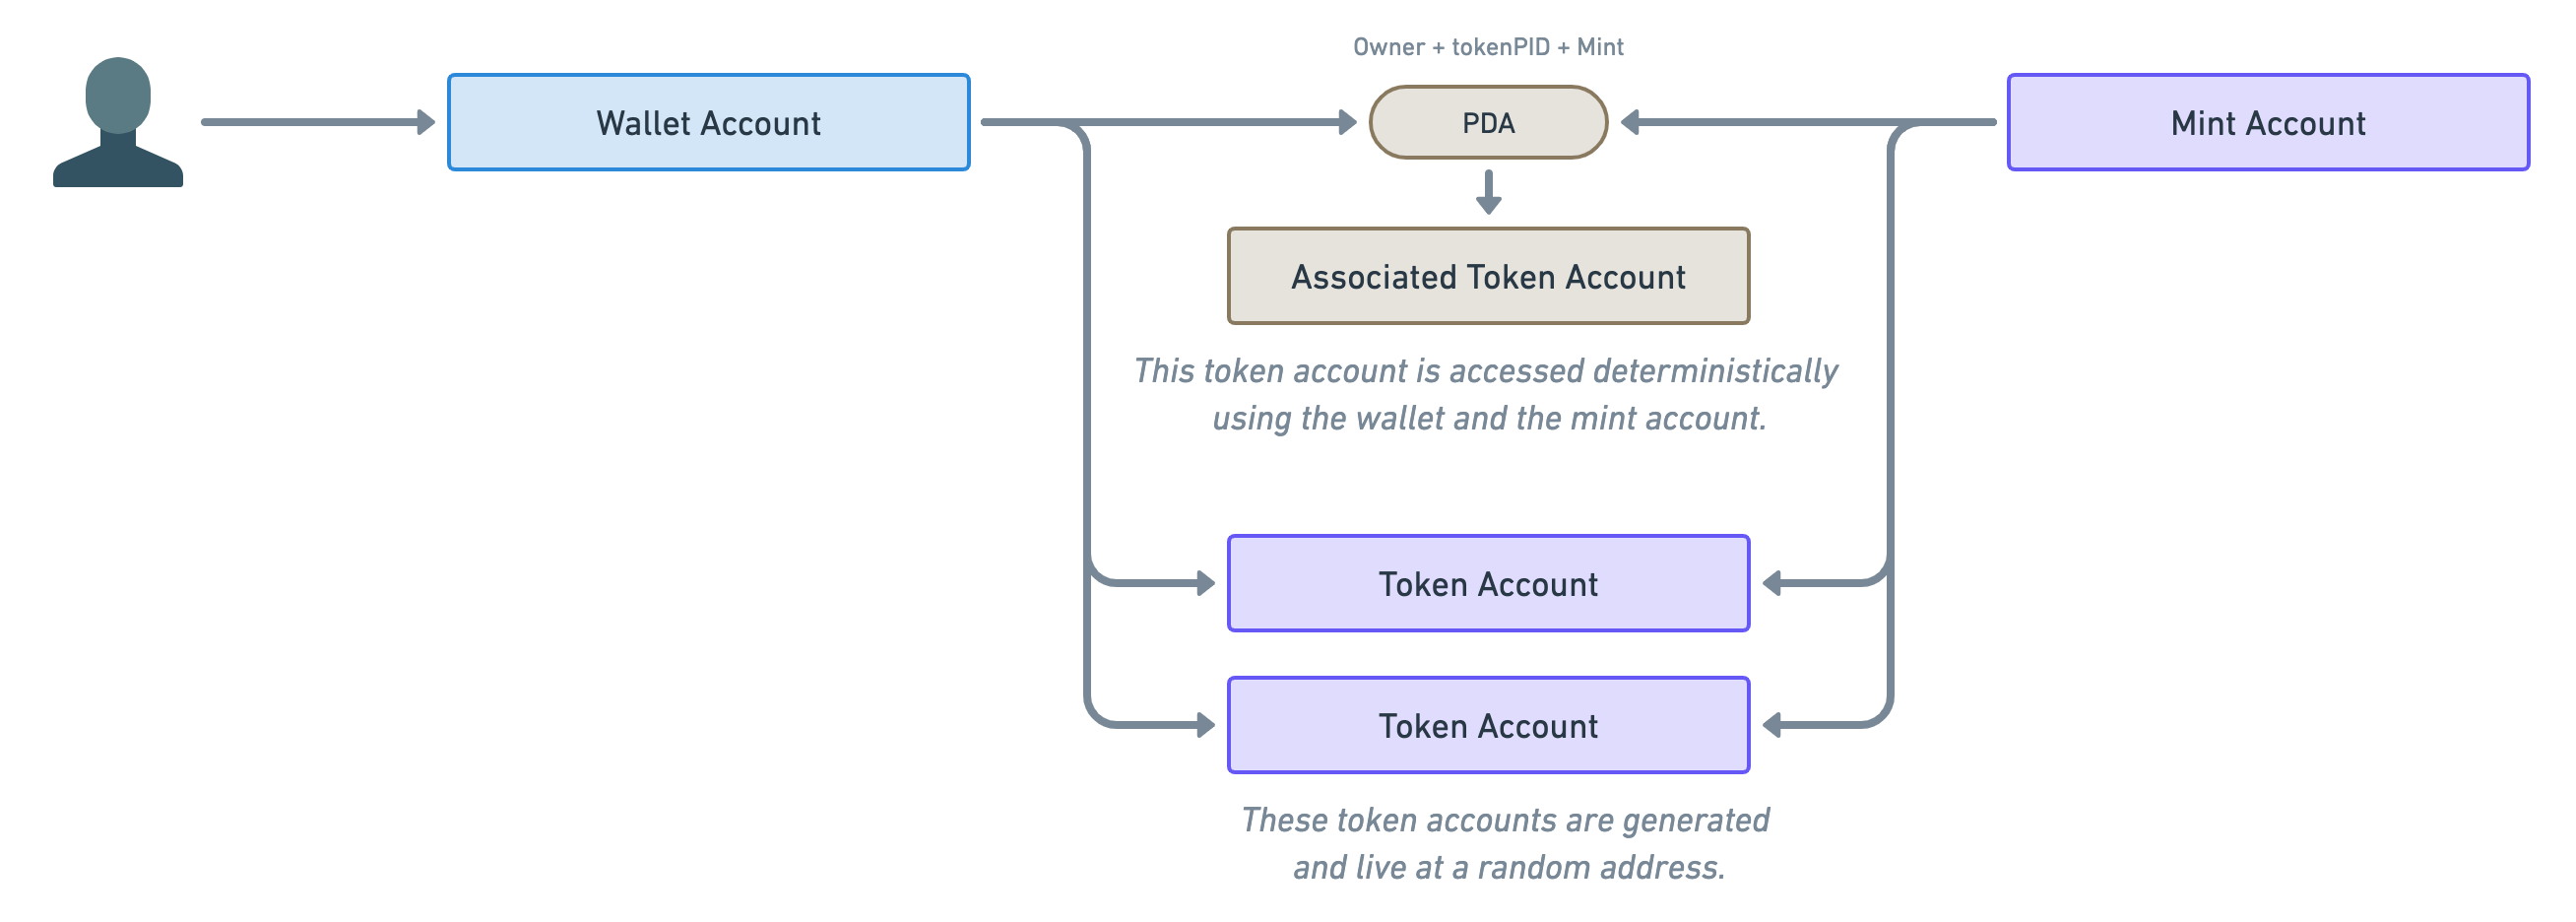 Owner + tokenPID + Mint
Wallet Account
PDA
Mint Account
Associated Token Account
This token account is accessed deterministically
using the wallet and the mint account.
Token Account
Token Account
These token accounts are generated
and live at a random address.